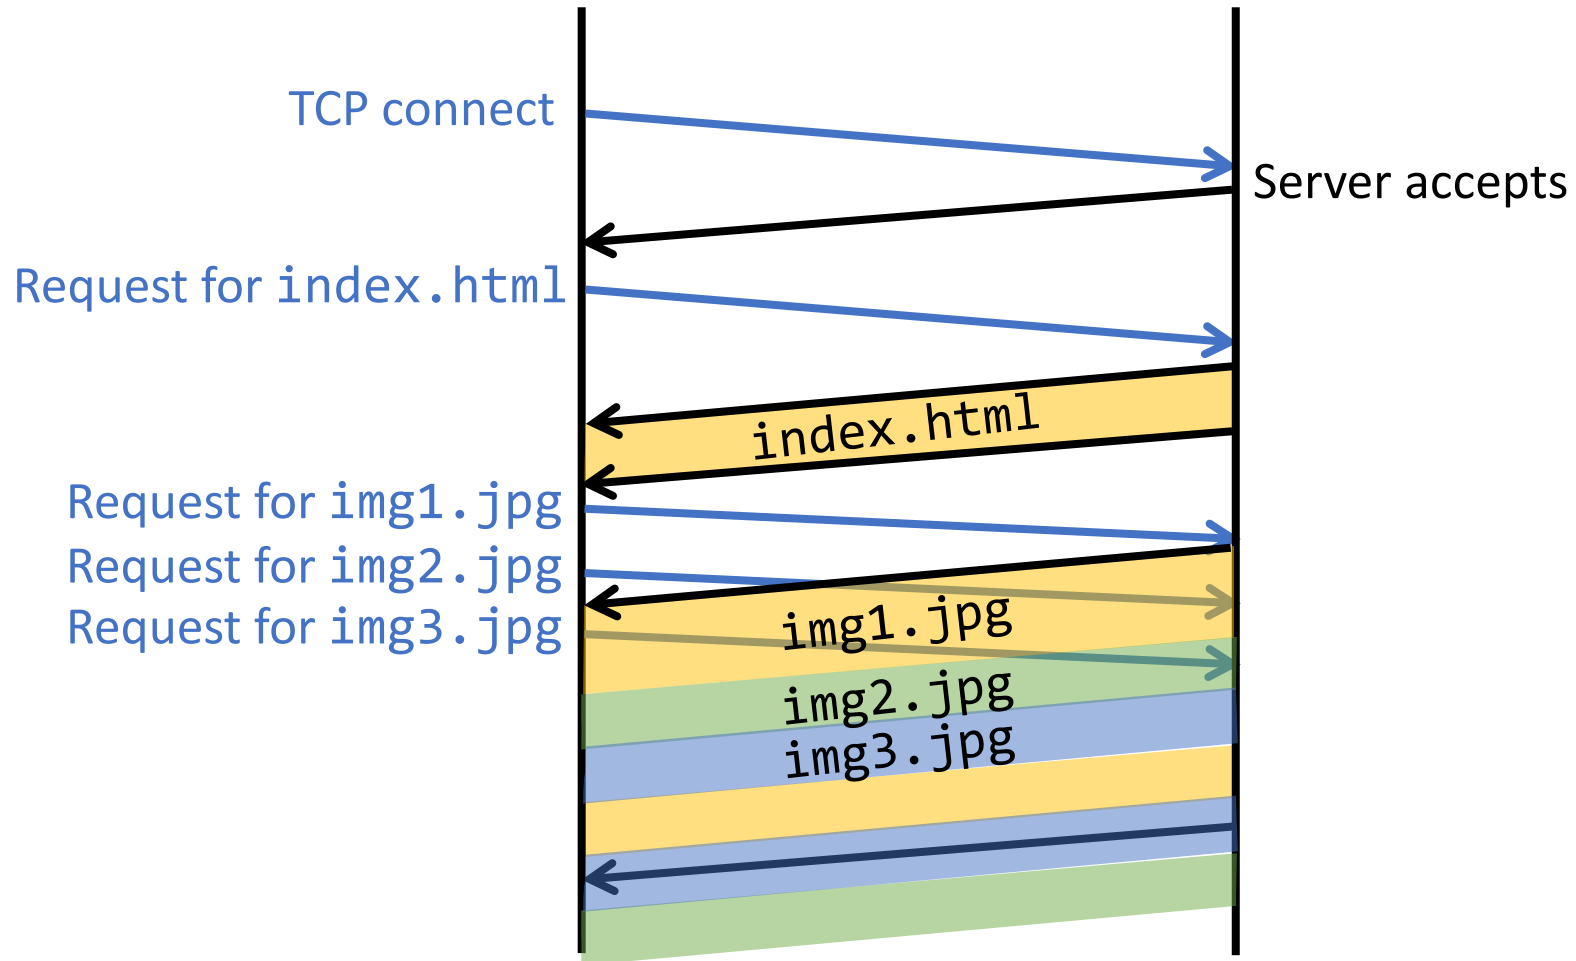 TCP connect
Server accepts
Request for index.html
index.html
Request for img1.jpg
Request for img2.jpg
Request for img3.jpg
img1.jpg
img2.jpg
img3.jpg